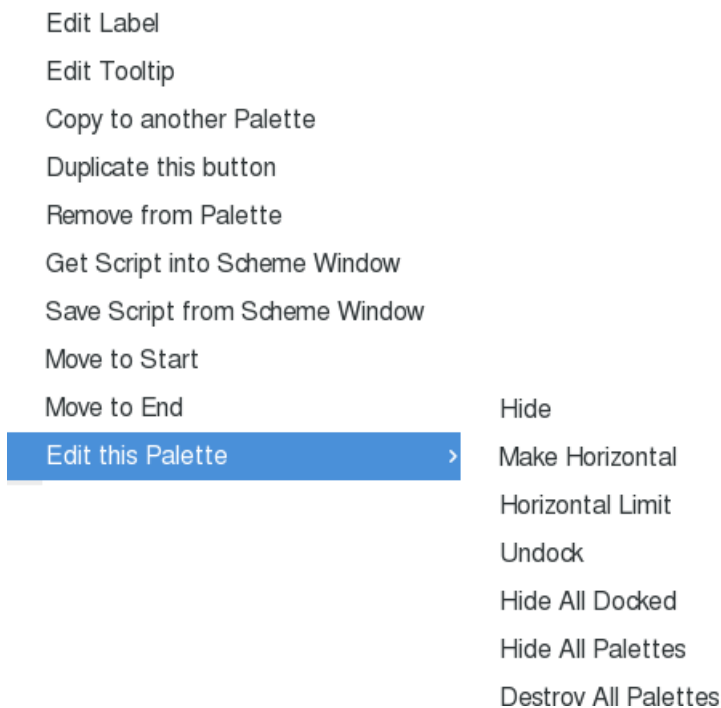 Edit Label
Edit Tooltip
Copy to another Palette
Duplicate this button
Remove from Palette
Get Script into Scheme Window
Save Script from Scheme Window
Move to Start
Move to End
Edit this Palette
Hide
Make Horizontal
Horizontal Limit
Undock
Hide All Docked
Hide All Palettes
Destroy All Palettes